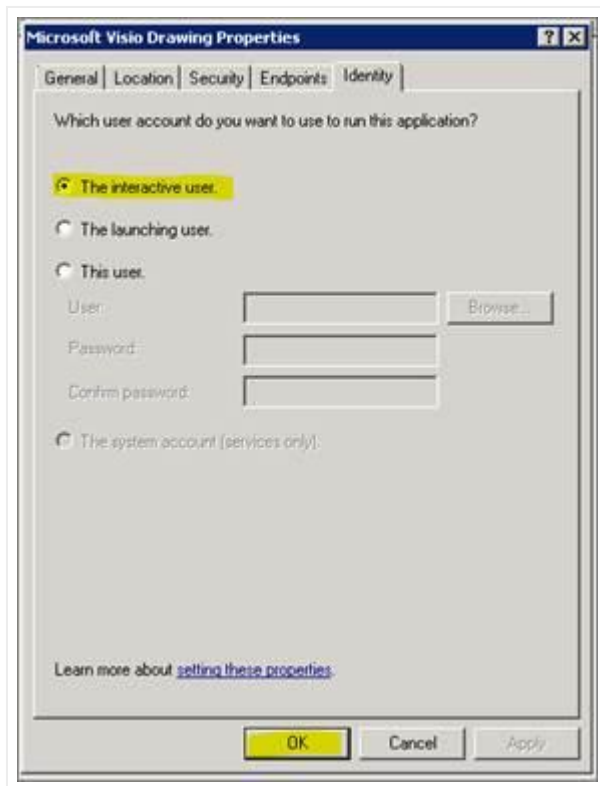 Microsoft Visio Drawing Properties
General Location Security Endpoints Identity
Which user account do you want to use to run this application?
The interactive user.
The launching user.
This user.
User:
Browse...
Password:
Confirm password:
The system account (services only).
Learn more about setting these properties.
OK Cancel Apply